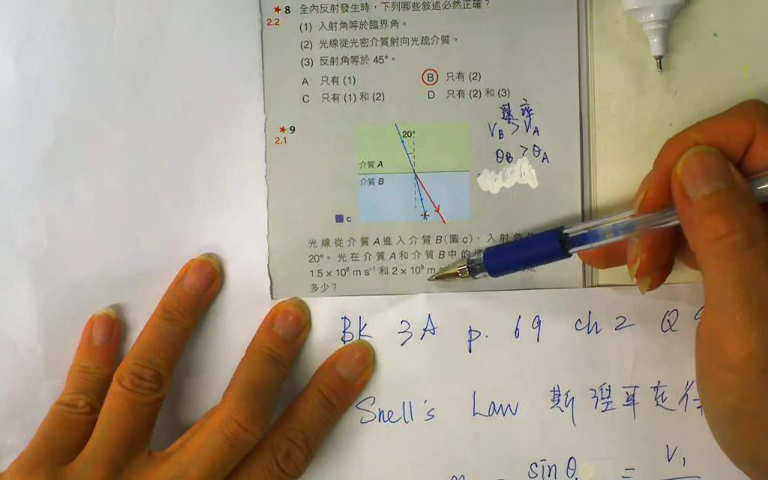 ★8 全內反射發生時，下列哪些敘述必然正確？
2.2
(1) 入射角等於臨界角。
(2) 光線從光密介質射向光疏介質。
(3) 反射角等於 45°。
A 只有 (1)
B 只有 (2)
C 只有 (1) 和 (2)
D 只有 (2) 和 (3)
★9
2.1
20°
介質 A
介質 B
圖 c
速率
V_B > V_A
θ_B > θ_A
光線從介質 A 進入介質 B (圖 c)，入射角
20°。光在介質 A 和介質 B 中的
1.5 × 10⁸ m s⁻¹ 和 2 × 10⁸ m
多少？
BK 3A p. 69 ch 2 Q 9
Snell's Law
sin θ = V₁